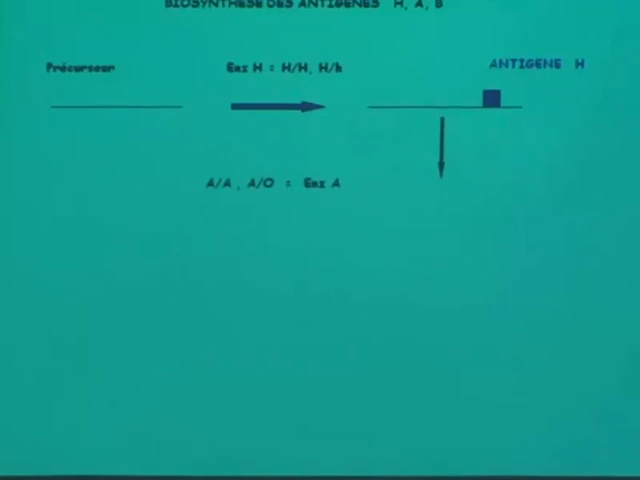 BIOSYNTHESE DES ANTIGENES H, A, B
Précurseur
Enz H : H/H, H/h
ANTIGENE H
A/A , A/O : Enz A